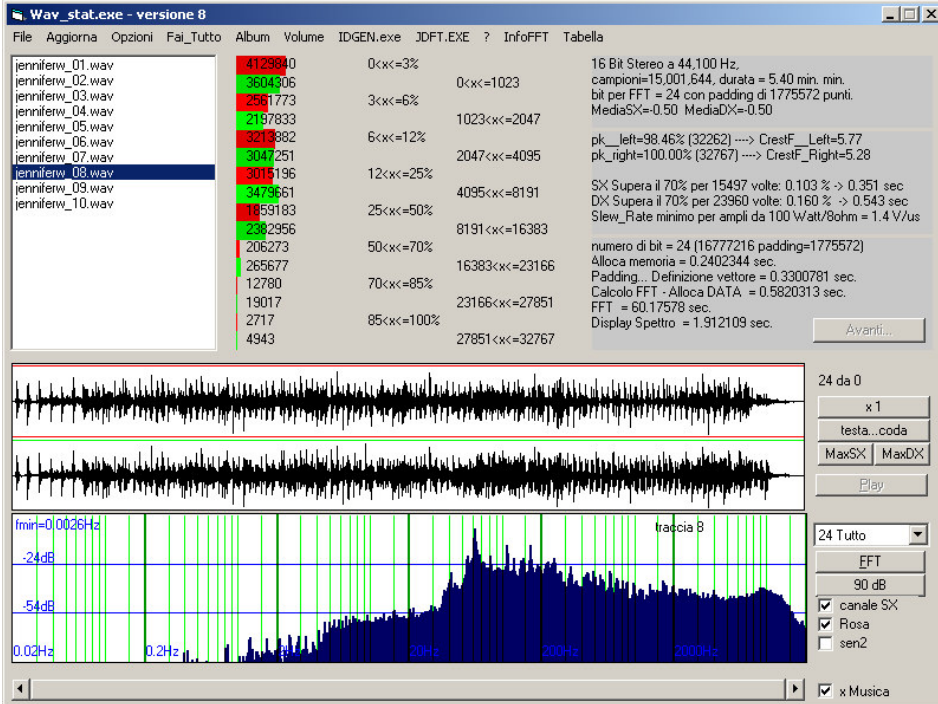 Wav_stat.exe - versione 8
File Aggiorna Opzioni Fai_Tutto Album Volume IDGEN.exe JDFT.EXE ? InfoFFT Tabella
jenniferw_01.wav
jenniferw_02.wav
jenniferw_03.wav
jenniferw_04.wav
jenniferw_05.wav
jenniferw_06.wav
jenniferw_07.wav
jenniferw_08.wav
jenniferw_09.wav
jenniferw_10.wav
4129840 0<x<=3%
3604306 0<x<=1023
2561773 3<x<=6%
2197833 1023<x<=2047
3213882 6<x<=12%
3047251 2047<x<=4095
3015196 12<x<=25%
3479661 4095<x<=8191
1859183 25<x<=50%
2382956 8191<x<=16383
206273 50<x<=70%
265677 16383<x<=23166
12780 70<x<=85%
19017 23166<x<=27851
2717 85<x<=100%
4943 27851<x<=32767
16 Bit Stereo a 44,100 Hz,
campioni=15,001,644, durata = 5.40 min. min.
bit per FFT = 24 con padding di 1775572 punti.
MediaSX=-0.50 MediaDX=-0.50
pk__left=98.46% (32262) ----> CrestF__Left=5.77
pk_right=100.00% (32767) ----> CrestF_Right=5.28
SX Supera il 70% per 15497 volte: 0.103 % -> 0.351 sec
DX Supera il 70% per 23960 volte: 0.160 % -> 0.543 sec
Slew_Rate minimo per ampli da 100 Watt/8ohm = 1.4 V/us
numero di bit = 24 (16777216 padding=1775572)
Alloca memoria = 0.2402344 sec.
Padding... Definizione vettore = 0.3300781 sec.
Calcolo FFT - Alloca DATA = 0.5820313 sec.
FFT = 60.17578 sec.
Display Spettro = 1.912109 sec.
Avanti...
24 da 0
x 1
testa...coda
MaxSX MaxDX
Play
fmin=0.0026Hz
traccia 8
-24dB
-54dB
0.02Hz 0.2Hz 2Hz 20Hz 200Hz 2000Hz
24 Tutto
FFT
90 dB
canale SX
Rosa
sen2
x Musica